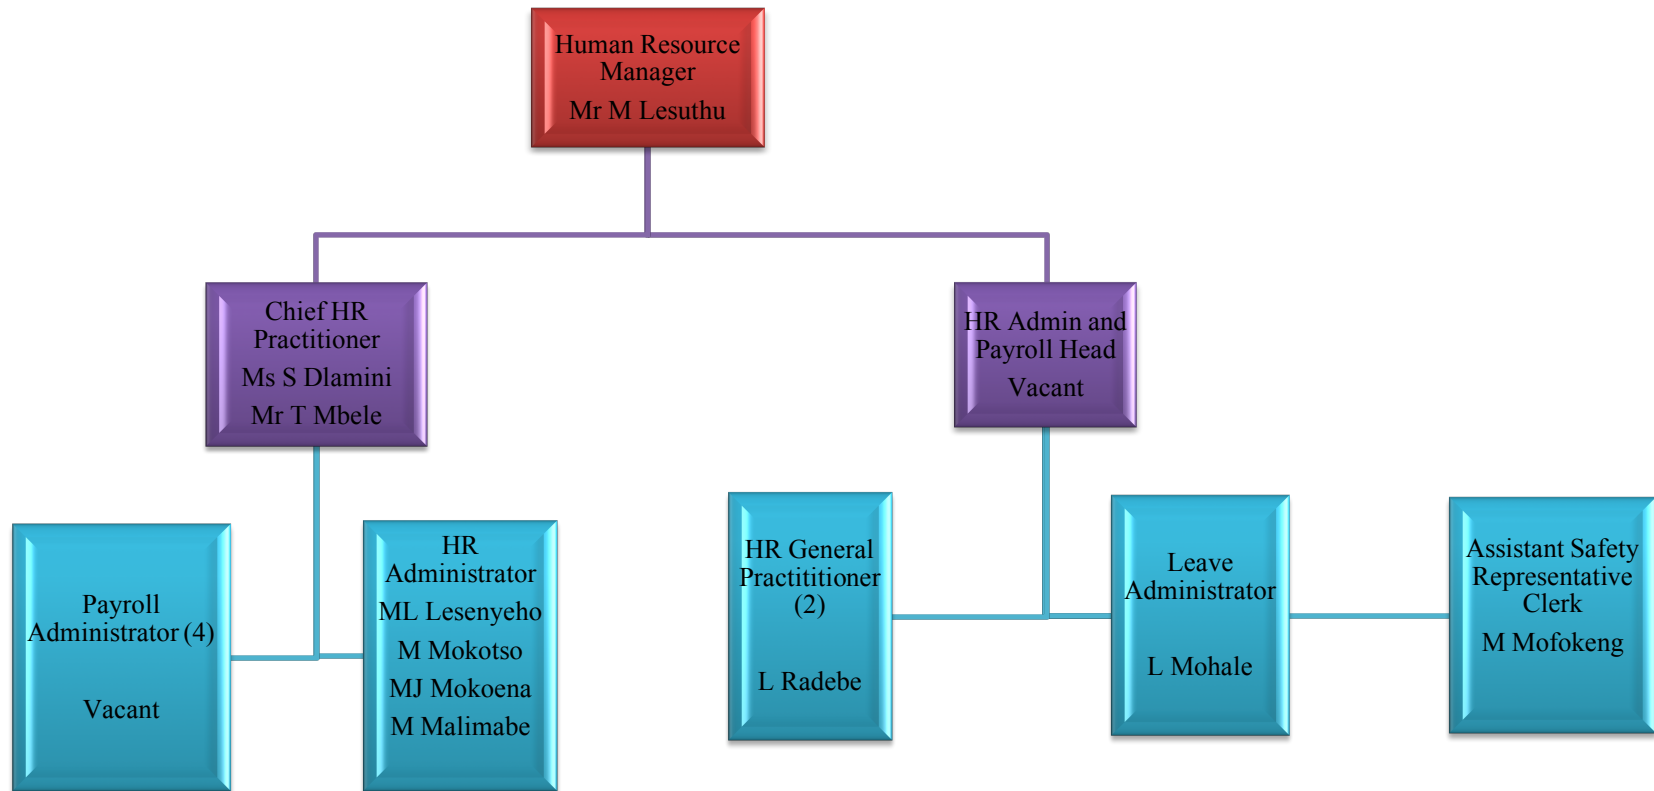 Human Resource
Manager
Mr M Lesuthu
Chief HR
Practitioner
Ms S Dlamini
Mr T Mbele
HR Admin and
Payroll Head
Vacant
Payroll
Administrator (4)
Vacant
HR
Administrator
ML Lesenyeho
M Mokotso
MJ Mokoena
M Malimabe
HR General
Practititioner
(2)
L Radebe
Leave
Administrator
L Mohale
Assistant Safety
Representative
Clerk
M Mofokeng